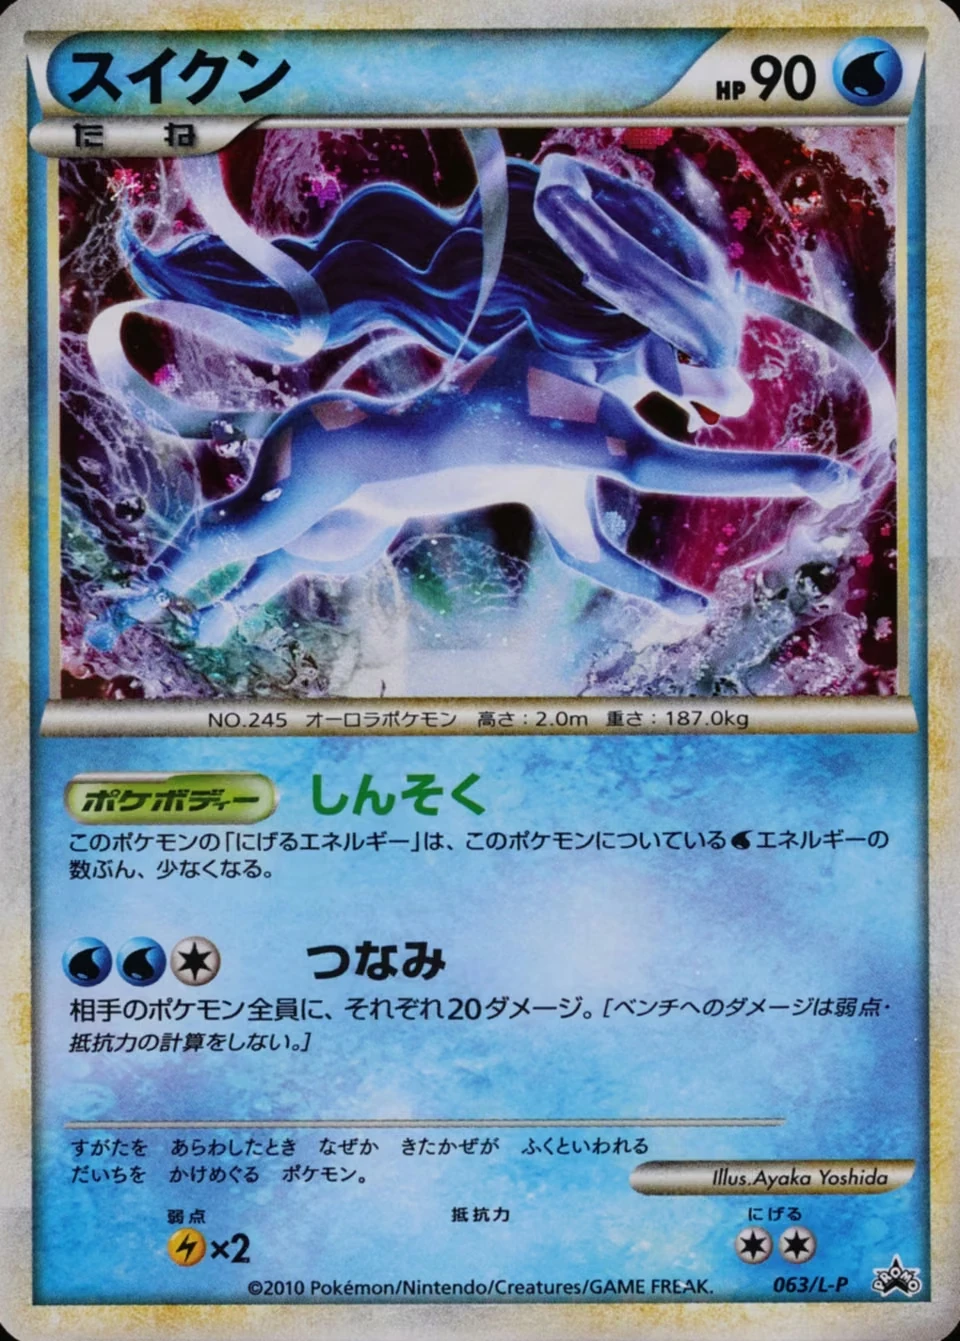 スイクン
HP90
たね
NO.245 オーロラポケモン 高さ：2.0m 重さ：187.0kg
ポケボディー しんそく
このポケモンの「にげるエネルギー」は、このポケモンについているエネルギーの
数ぶん、少なくなる。
つなみ
相手のポケモン全員に、それぞれ20ダメージ。[ベンチへのダメージは弱点・
抵抗力の計算をしない。]
すがたを あらわしたとき なぜか きたかぜが ふくといわれる
だいちを かけめぐる ポケモン。
Illus.Ayaka Yoshida
弱点 抵抗力 にげる
×2
©2010 Pokémon/Nintendo/Creatures/GAME FREAK.
063/L-P
PROMO